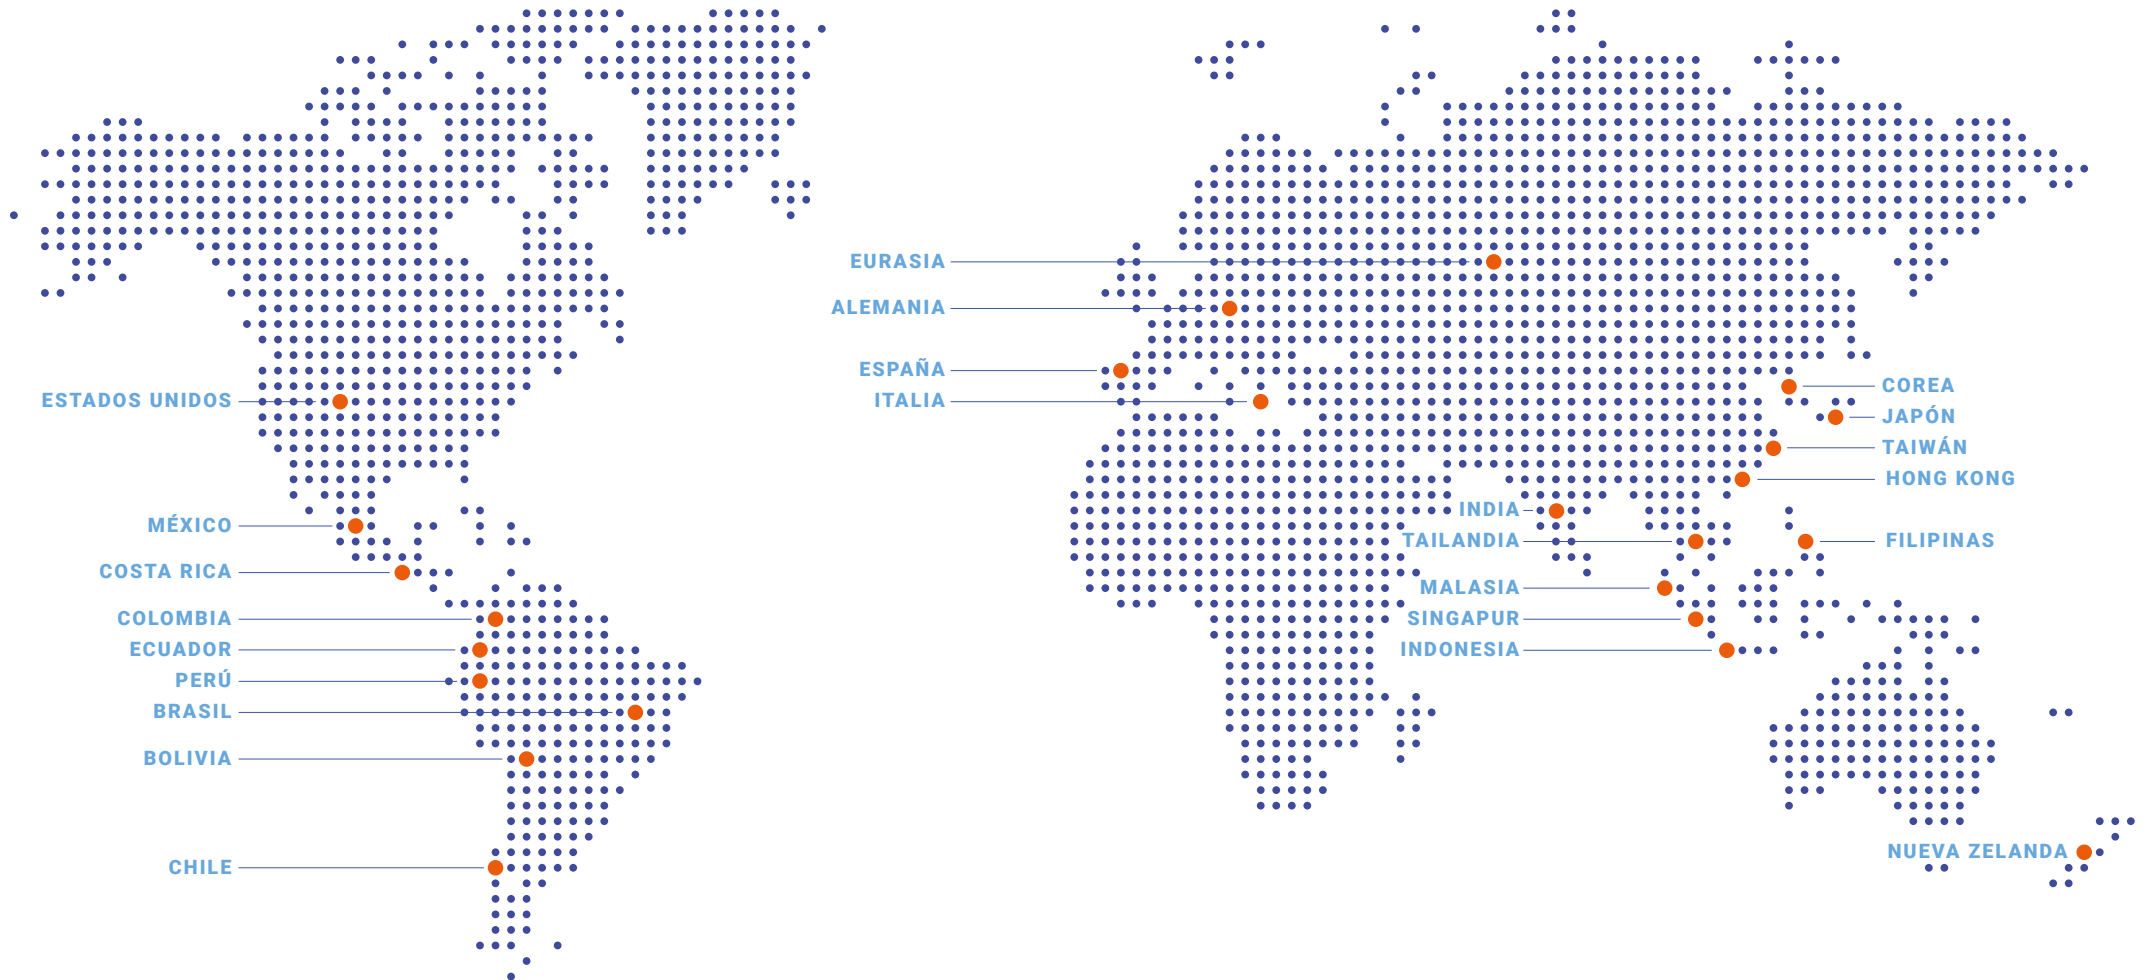 EURASIA
ALEMANIA
ESPAÑA
ITALIA
ESTADOS UNIDOS
MÉXICO
COSTA RICA
COLOMBIA
ECUADOR
PERÚ
BRASIL
BOLIVIA
CHILE
COREA
JAPÓN
TAIWÁN
HONG KONG
INDIA
TAILANDIA
FILIPINAS
MALASIA
SINGAPUR
INDONESIA
NUEVA ZELANDA